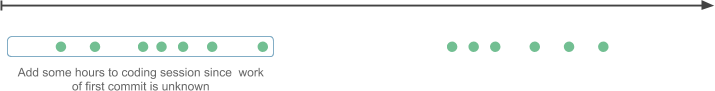 Add some hours to coding session since work
of first commit is unknown